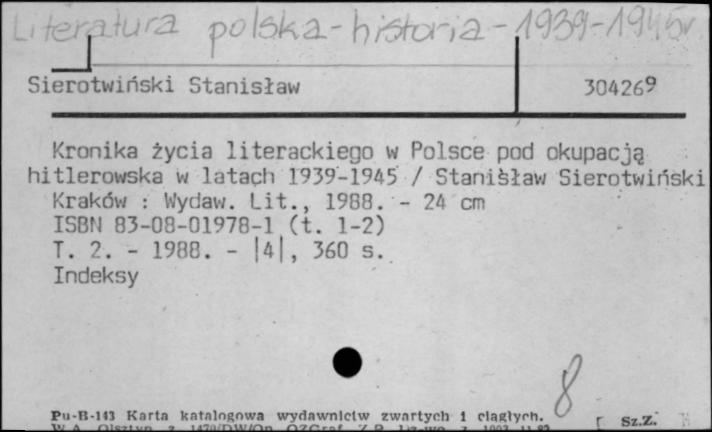 Literatura polska - historia - 1939-1945 r
Sierotwiński Stanisław 304269
Kronika życia literackiego w Polsce pod okupacją
hitlerowska w latach 1939-1945 / Stanisław Sierotwiński
Kraków : Wydaw. Lit., 1988. - 24 cm
ISBN 83-08-01978-1 (t. 1-2)
T. 2. - 1988. - |4|, 360 s.
Indeksy
8
Pu-B-143 Karta katalogowa wydawnictw zwartych i ciągłych. Sz.Z.